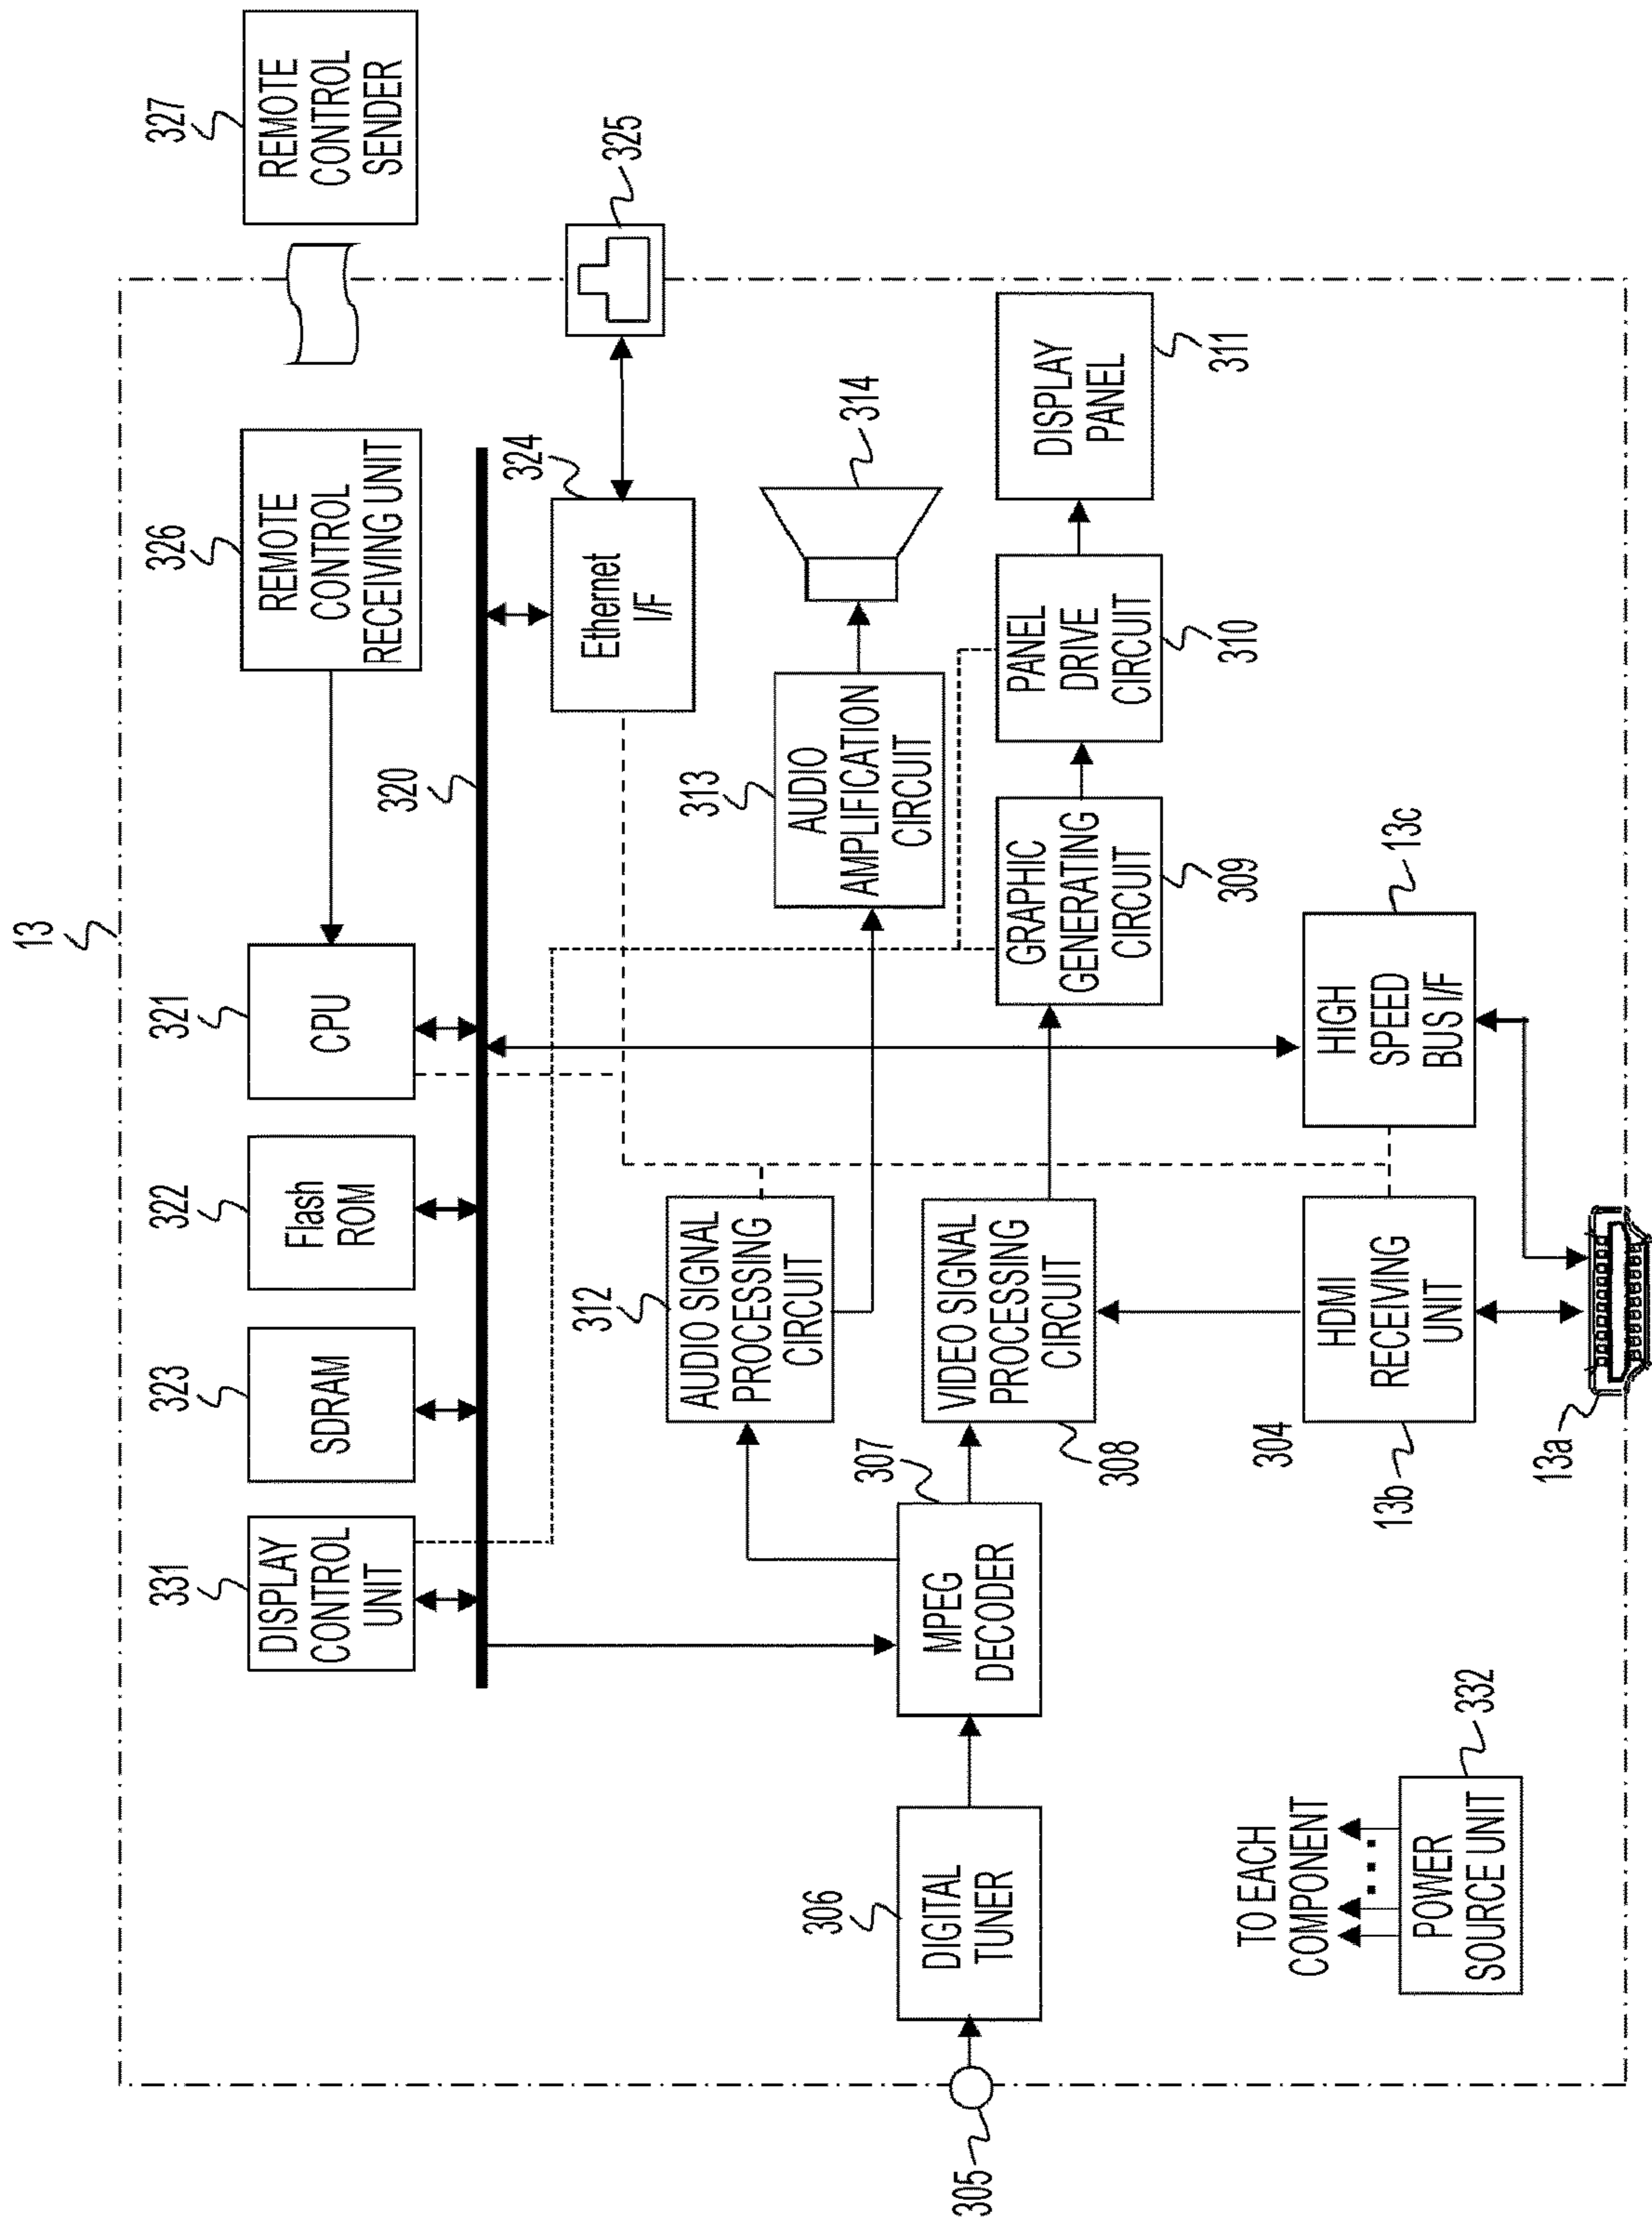 13
331
DISPLAY
CONTROL
UNIT
323
SDRAM
322
Flash
ROM
321
CPU
326
REMOTE
CONTROL
RECEIVING UNIT
327
REMOTE
CONTROL
SENDER
320
324
Ethernet
I/F
325
312
AUDIO SIGNAL
PROCESSING
CIRCUIT
313
AUDIO
AMPLIFICATION
CIRCUIT
314
305
306
DIGITAL
TUNER
307
MPEG
DECODER
VIDEO SIGNAL
PROCESSING
CIRCUIT
308
GRAPHIC
GENERATING
CIRCUIT
309
PANEL
DRIVE
CIRCUIT
310
DISPLAY
PANEL
311
TO EACH
COMPONENT
POWER
SOURCE UNIT
332
304
HDMI
RECEIVING
UNIT
13b
HIGH
SPEED
BUS I/F
13c
13a